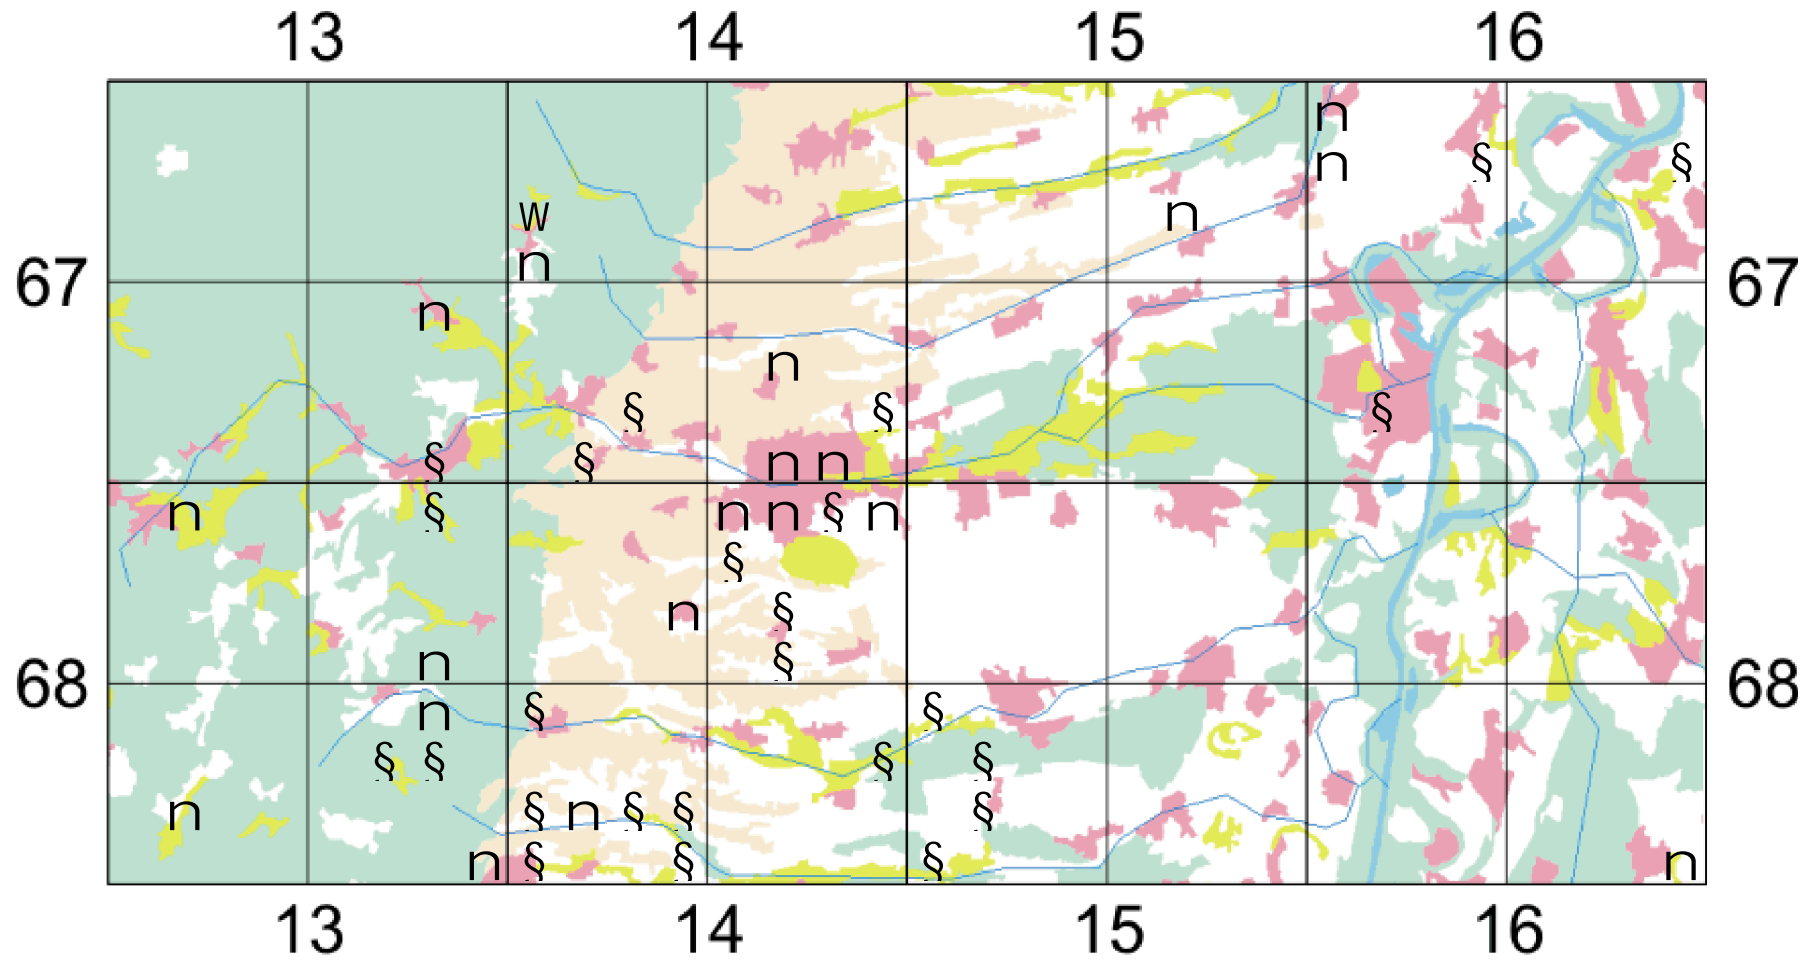 13 14 15 16
n
n § §
w n
n
67 67
n
n
§ § §
§ § n n
n § n n § n
§
n §
n §
68 68
n § §
§ § § §
n § n § § §
n § § § n
13 14 15 16